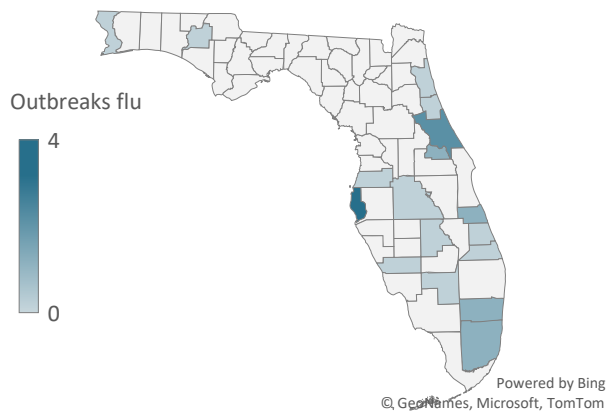 Outbreaks flu
4
0
Powered by Bing
© GeoNames, Microsoft, TomTom